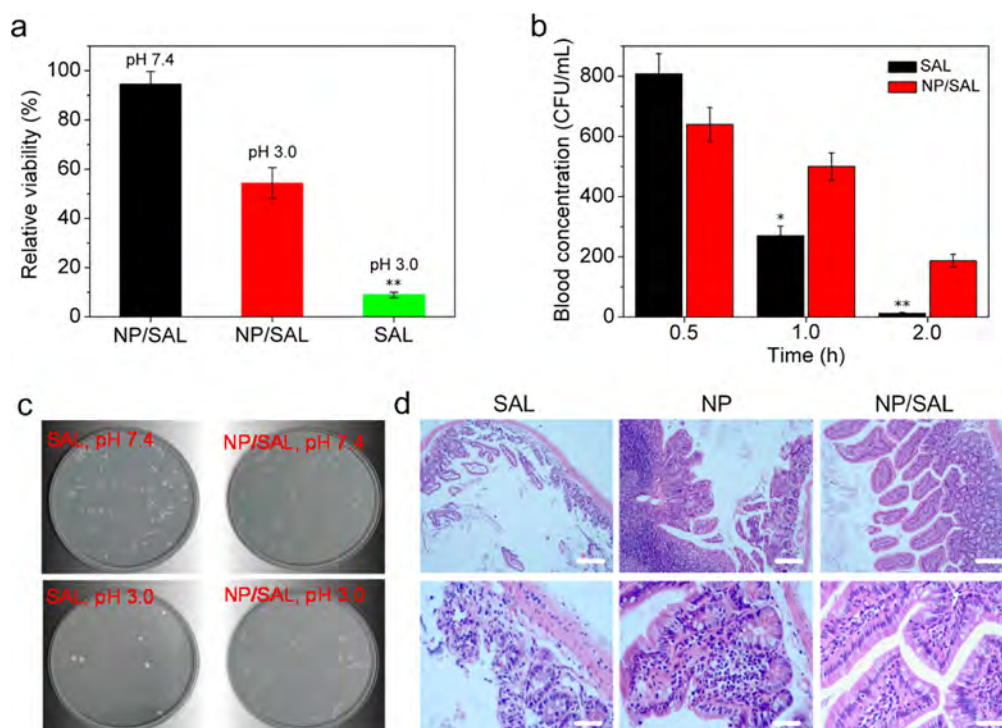 a
Relative viability (%)
100
80
60
40
20
0
pH 7.4
pH 3.0
pH 3.0
**
NP/SAL
NP/SAL
SAL
b
Blood concentration (CFU/mL)
800
600
400
200
0
SAL
NP/SAL
*
**
0.5
1.0
2.0
Time (h)
c
SAL, pH 7.4
NP/SAL, pH 7.4
SAL, pH 3.0
NP/SAL, pH 3.0
d
SAL
NP
NP/SAL